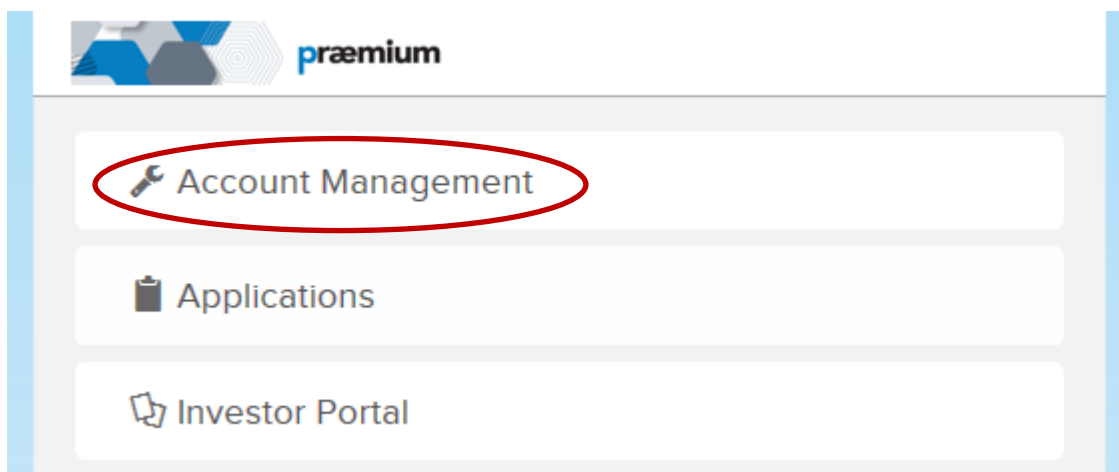 præmium
Account Management
Applications
Investor Portal